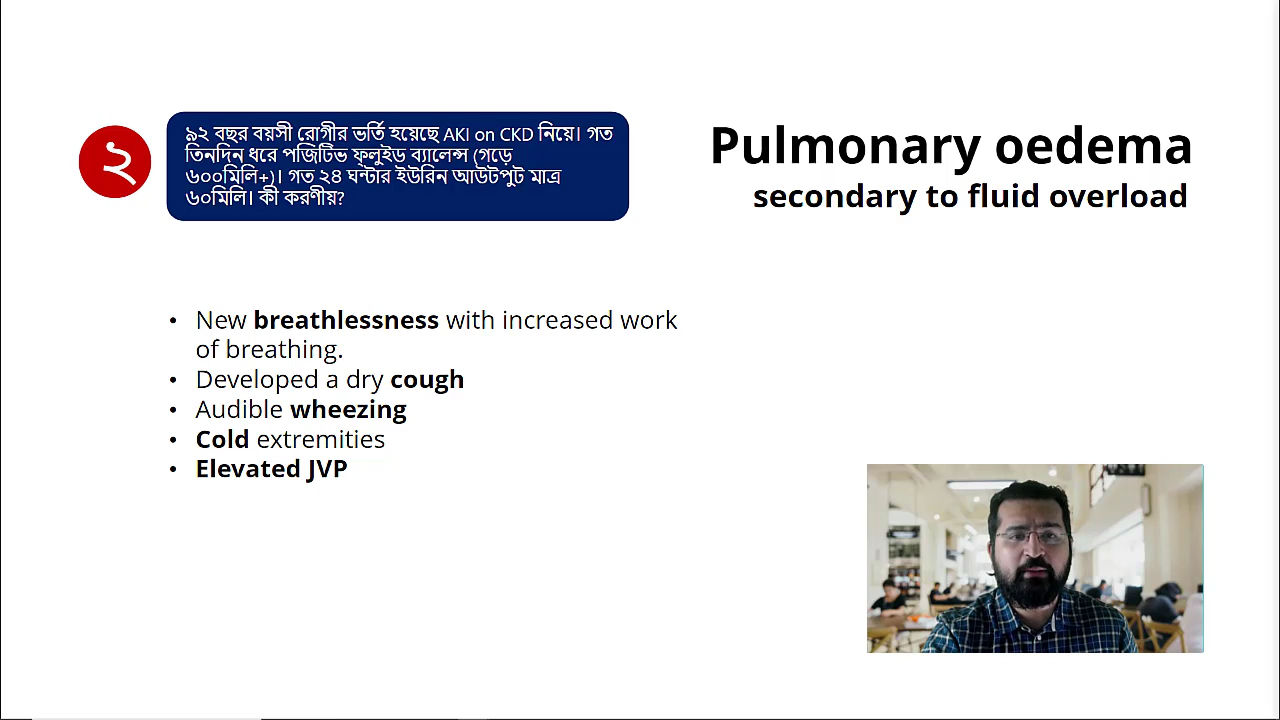 ২
৯২ বছর বয়সী রোগীর ভর্তি হয়েছে AKI on CKD নিয়ে। গত
তিনদিন ধরে পজিটিভ ফ্লুইড ব্যালেন্স (গড়ে
৬০০মিলি+)। গত ২৪ ঘন্টার ইউরিন আউটপুট মাত্র
৬০মিলি। কী করণীয়?
Pulmonary oedema
secondary to fluid overload
• New breathlessness with increased work
of breathing.
• Developed a dry cough
• Audible wheezing
• Cold extremities
• Elevated JVP